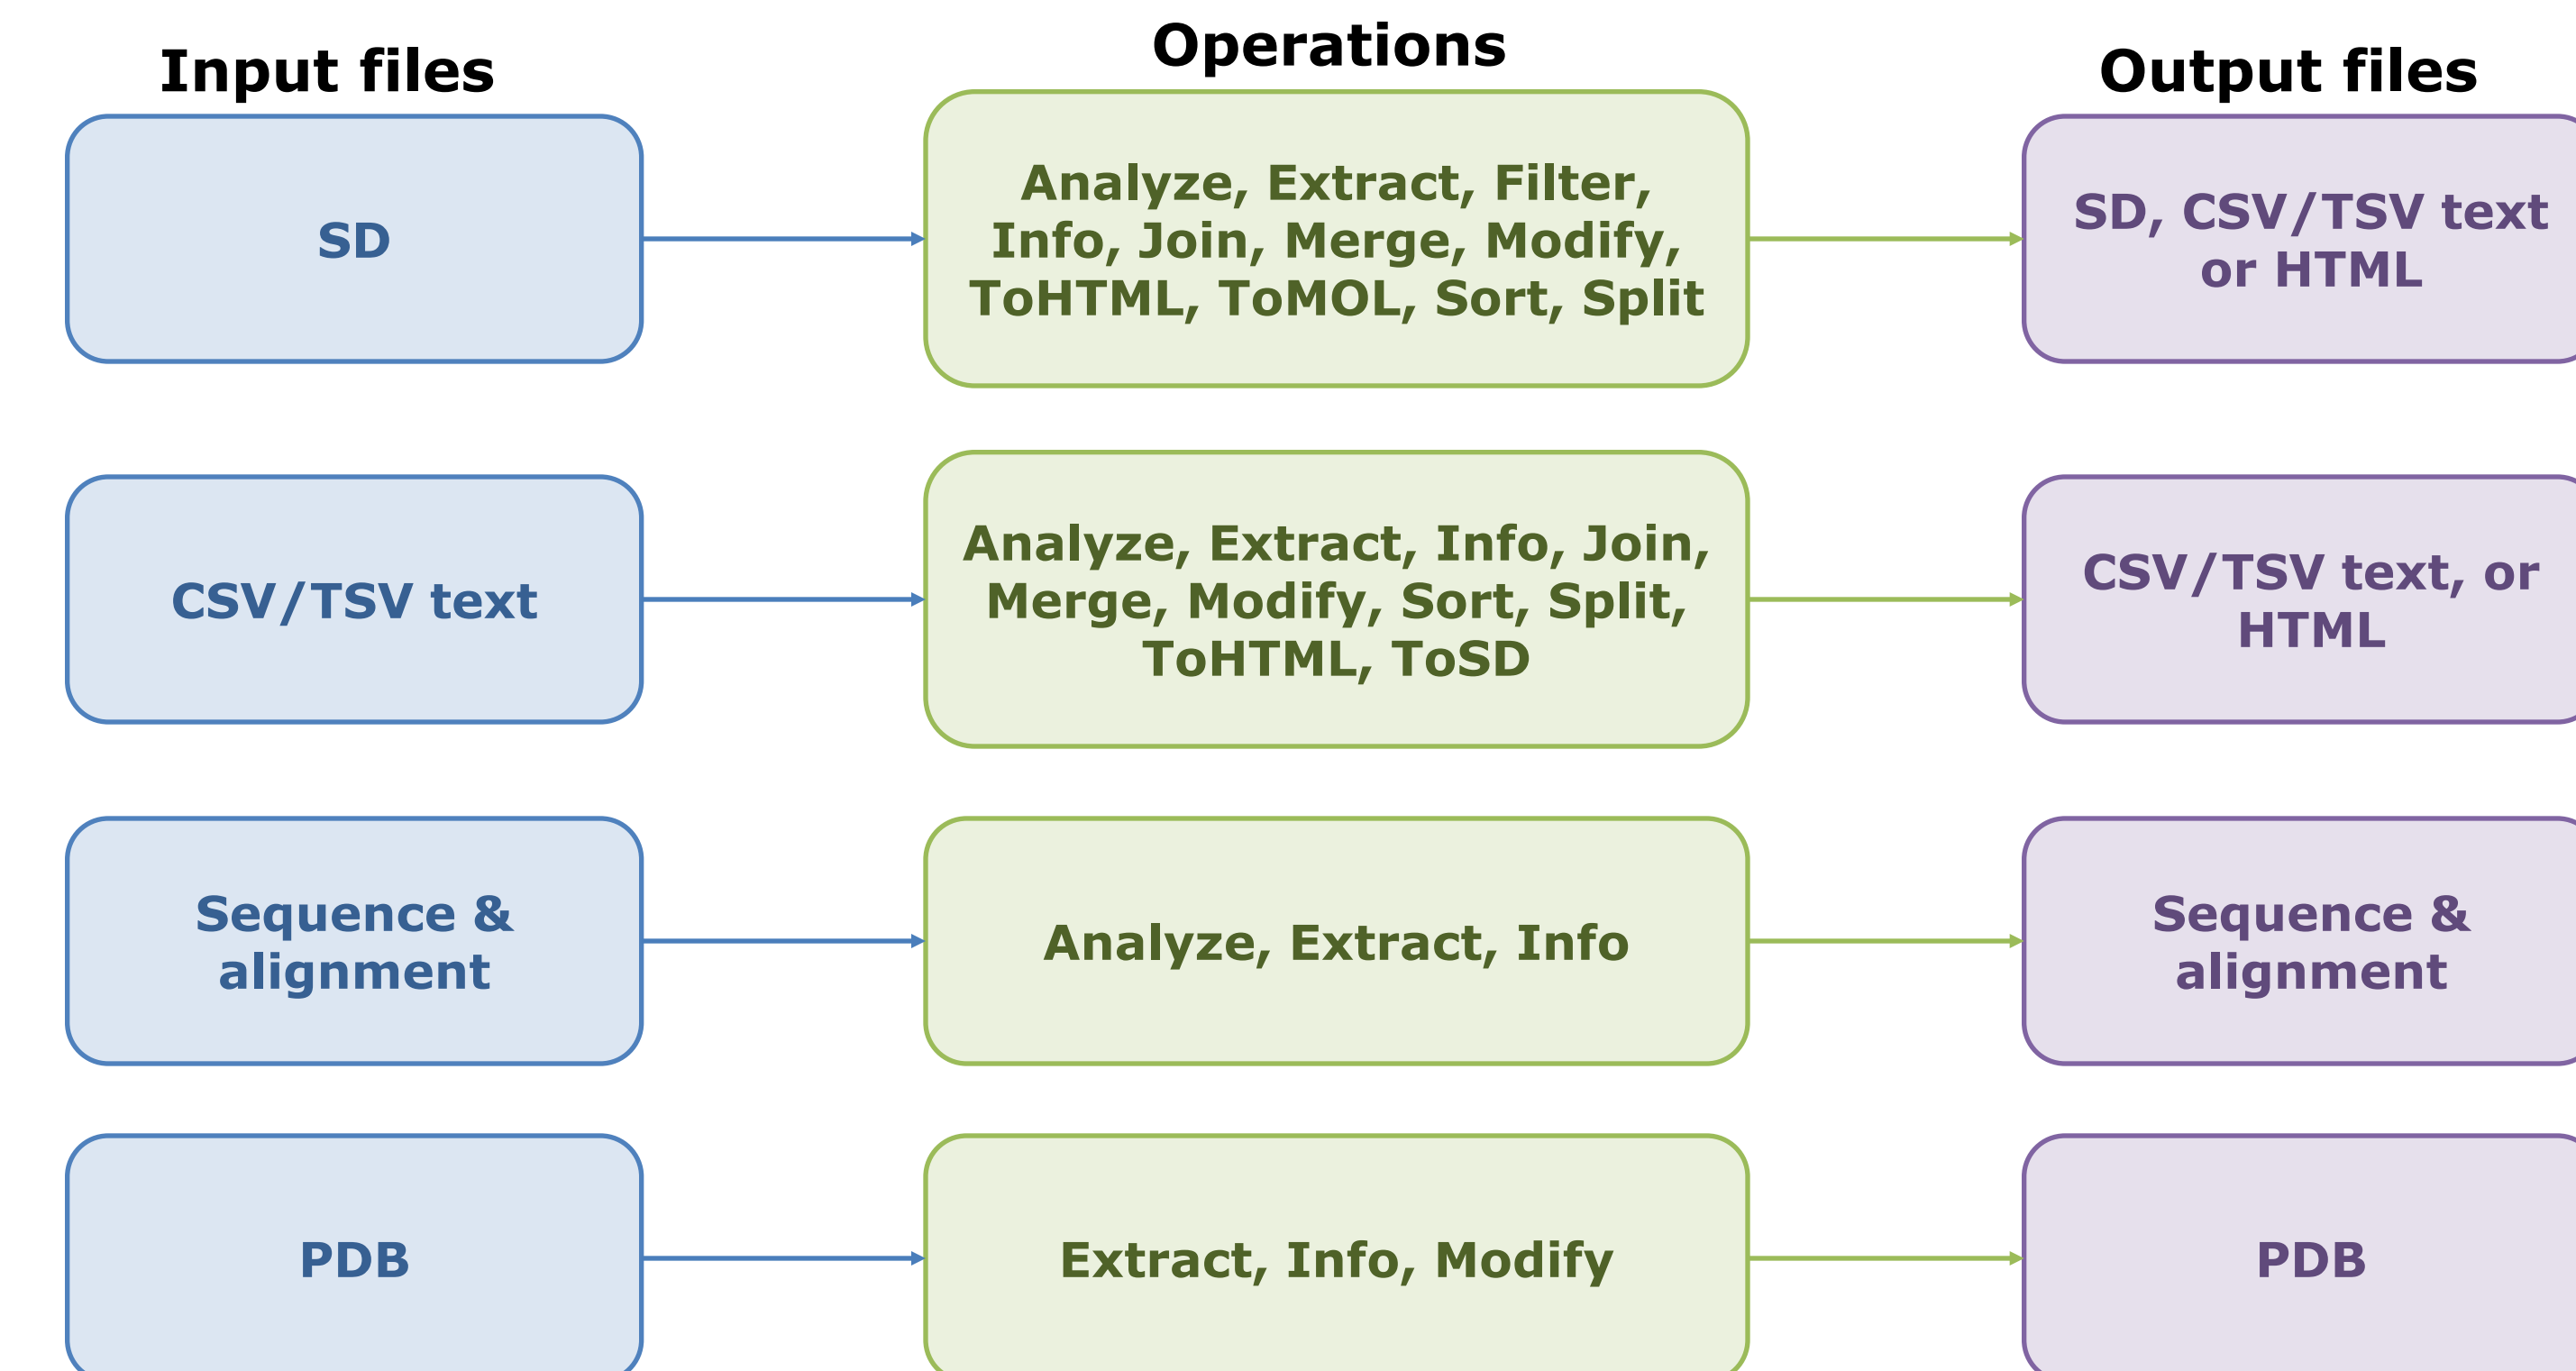 Input files
Operations
Output files
SD
Analyze, Extract, Filter,
Info, Join, Merge, Modify,
ToHTML, ToMOL, Sort, Split
SD, CSV/TSV text
or HTML
CSV/TSV text
Analyze, Extract, Info, Join,
Merge, Modify, Sort, Split,
ToHTML, ToSD
CSV/TSV text, or
HTML
Sequence &
alignment
Analyze, Extract, Info
Sequence &
alignment
PDB
Extract, Info, Modify
PDB